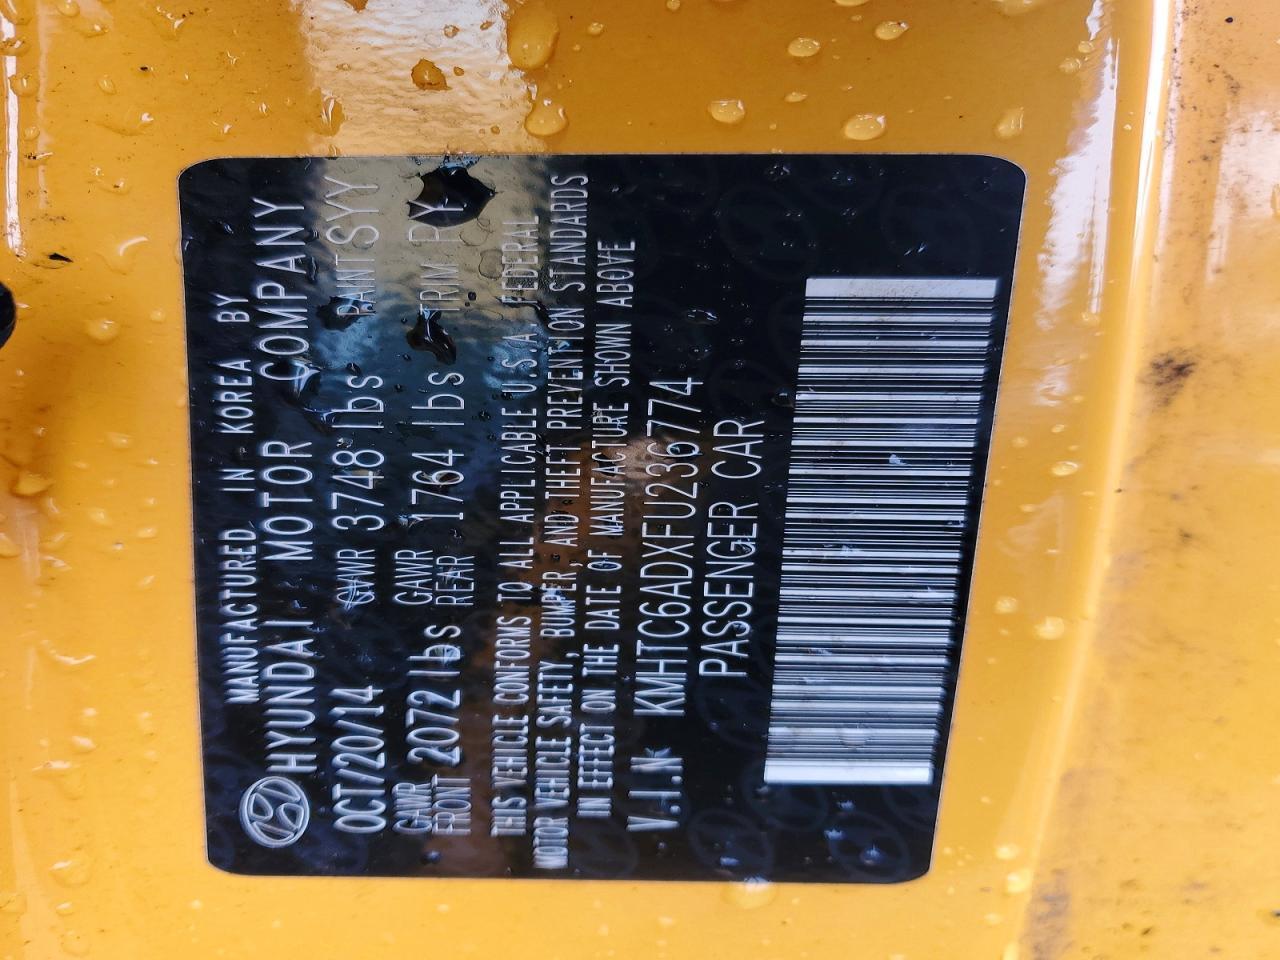 MANUFACTURED IN KOREA BY
HYUNDAI MOTOR COMPANY
OCT/20/14 GVWR 3748 lbs PAINT SYY
GAWR FRONT 2072 lbs GAWR REAR 1764 lbs TRIM PY
THIS VEHICLE CONFORMS TO ALL APPLICABLE U.S.A. FEDERAL
MOTOR VEHICLE SAFETY, BUMPER, AND THEFT PREVENTION STANDARDS
IN EFFECT ON THE DATE OF MANUFACTURE SHOWN ABOVE
V.I.N KMHTC6ADXFU236774
PASSENGER CAR